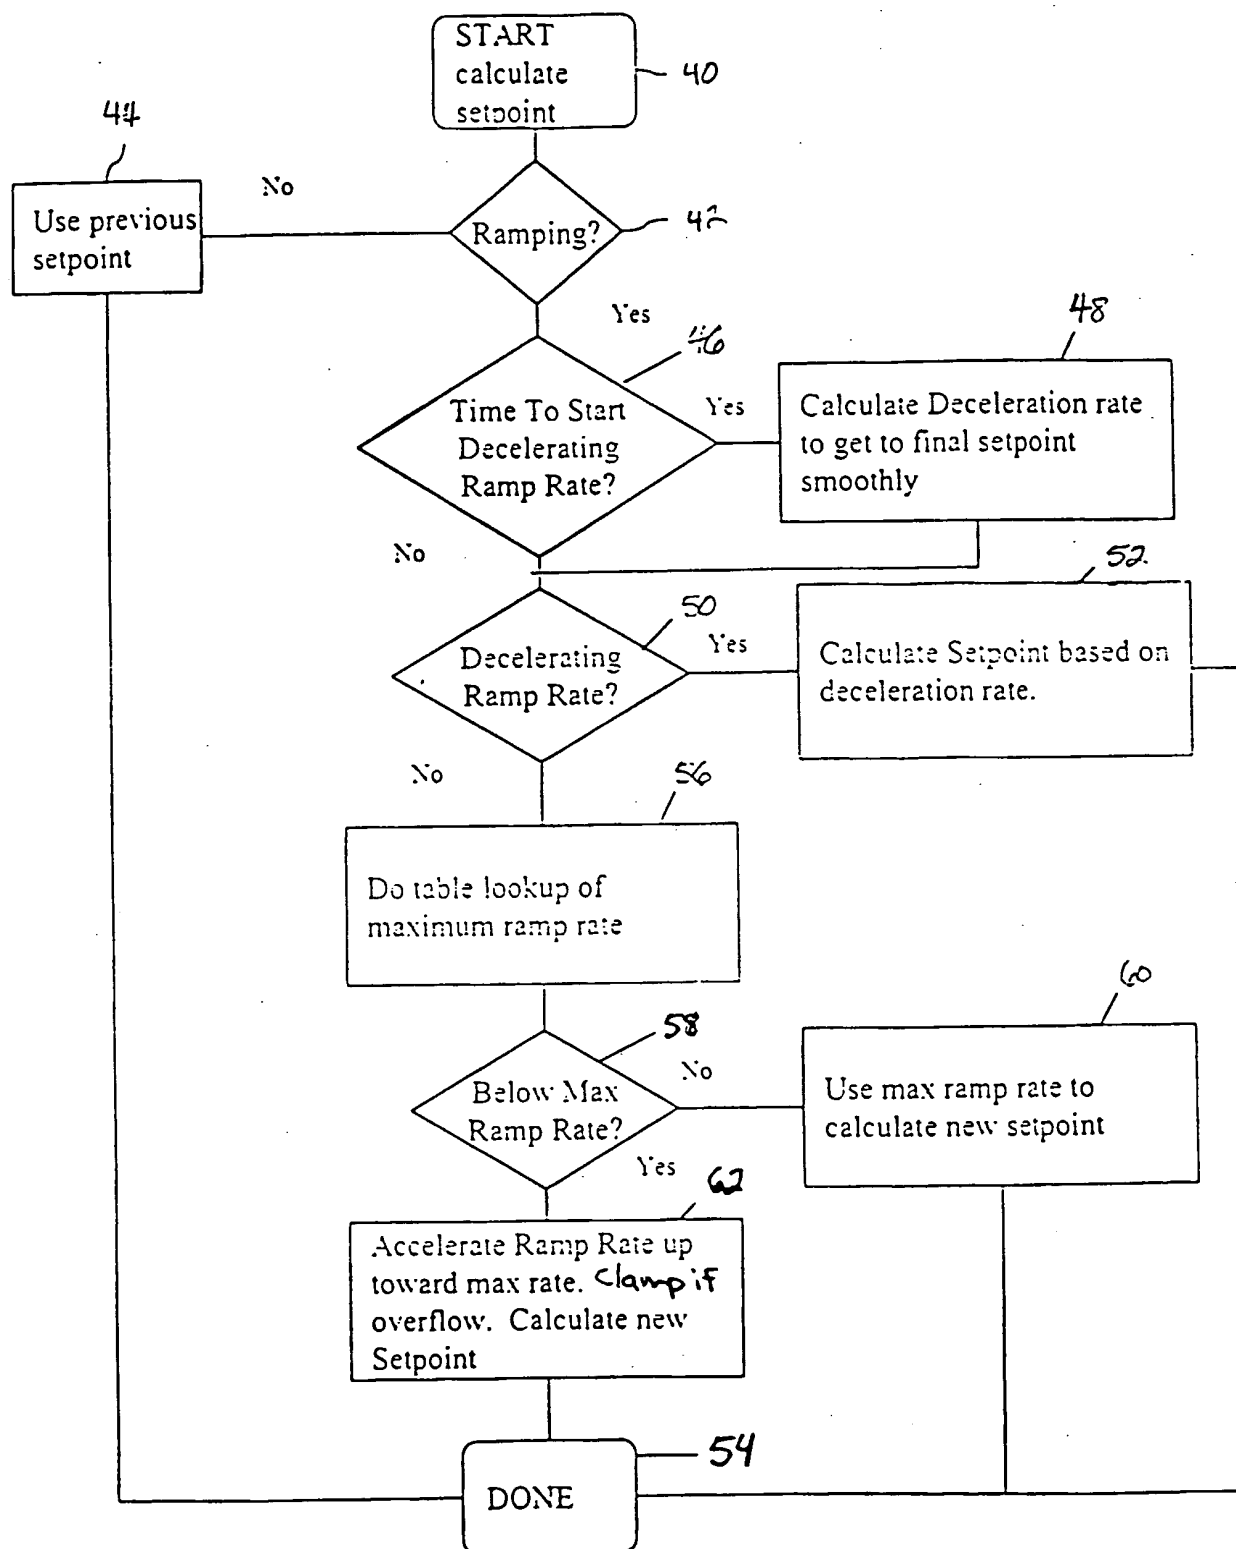 START
calculate
setpoint
40
44
No
Use previous
setpoint
Ramping?
42
Yes
46
48
Time To Start
Decelerating
Ramp Rate?
Yes
Calculate Deceleration rate
to get to final setpoint
smoothly
No
52
50
Decelerating
Ramp Rate?
Yes
Calculate Setpoint based on
deceleration rate.
No
56
Do table lookup of
maximum ramp rate
60
58
Below Max
Ramp Rate?
No
Use max ramp rate to
calculate new setpoint
Yes
62
Accelerate Ramp Rate up
toward max rate. Clamp if
overflow. Calculate new
Setpoint
54
DONE